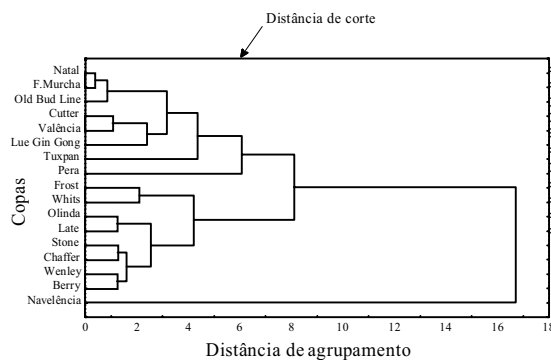 Distância de corte
Natal
F.Murcha
Old Bud Line
Cutter
Valência
Lue Gin Gong
Tuxpan
Pera
Frost
Whits
Olinda
Late
Stone
Chaffer
Wenley
Berry
Navelência
Copas
0 2 4 6 8 10 12 14 16 18
Distância de agrupamento